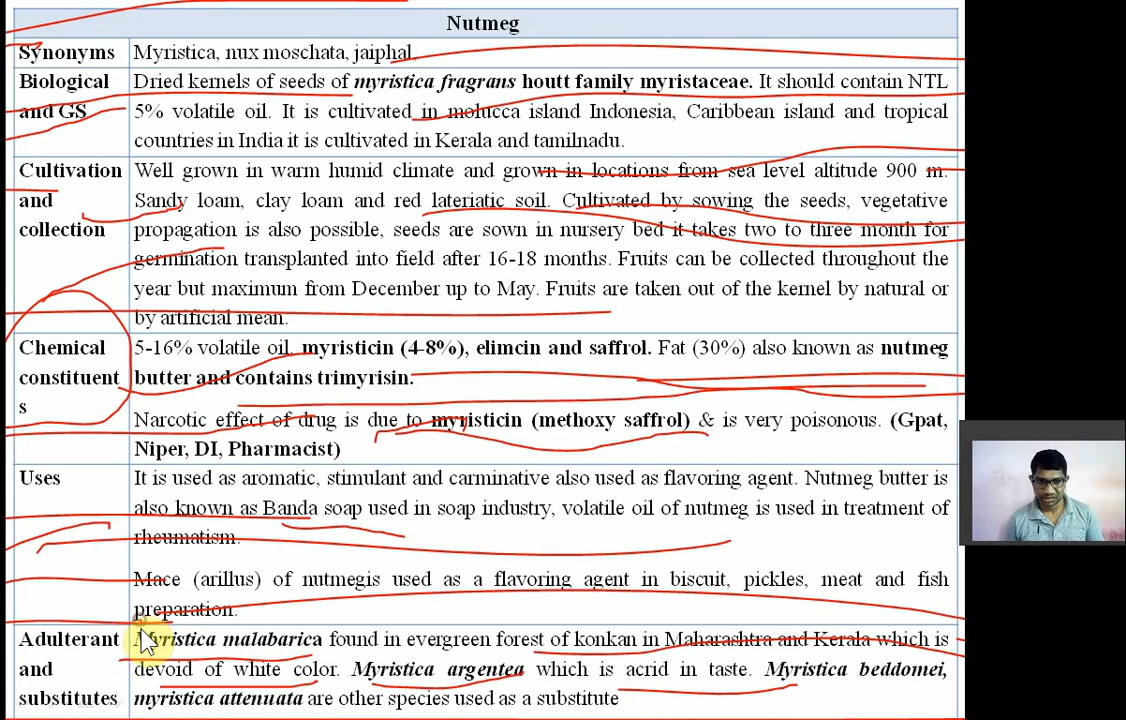 Nutmeg
Synonyms Myristica, nux moschata, jaiphal.
Biological Dried kernels of seeds of myristica fragrans houtt family myristaceae. It should contain NTL
and GS 5% volatile oil. It is cultivated in molucca island Indonesia, Caribbean island and tropical
countries in India it is cultivated in Kerala and tamilnadu.
Cultivation Well grown in warm humid climate and grown in locations from sea level altitude 900 m.
and Sandy loam, clay loam and red lateriatic soil. Cultivated by sowing the seeds, vegetative
collection propagation is also possible, seeds are sown in nursery bed it takes two to three month for
germination transplanted into field after 16-18 months. Fruits can be collected throughout the
year but maximum from December up to May. Fruits are taken out of the kernel by natural or
by artificial mean.
Chemical 5-16% volatile oil, myristicin (4-8%), elimcin and saffrol. Fat (30%) also known as nutmeg
constituent butter and contains trimyrisin.
s
Narcotic effect of drug is due to myristicin (methoxy saffrol) & is very poisonous. (Gpat,
Niper, DI, Pharmacist)
Uses It is used as aromatic, stimulant and carminative also used as flavoring agent. Nutmeg butter is
also known as Banda soap used in soap industry, volatile oil of nutmeg is used in treatment of
rheumatism.
Mace (arillus) of nutmegis used as a flavoring agent in biscuit, pickles, meat and fish
preparation.
Adulterant Myristica malabarica found in evergreen forest of konkan in Maharashtra and Kerala which is
and devoid of white color. Myristica argentea which is acrid in taste. Myristica beddomei,
substitutes myristica attenuata are other species used as a substitute